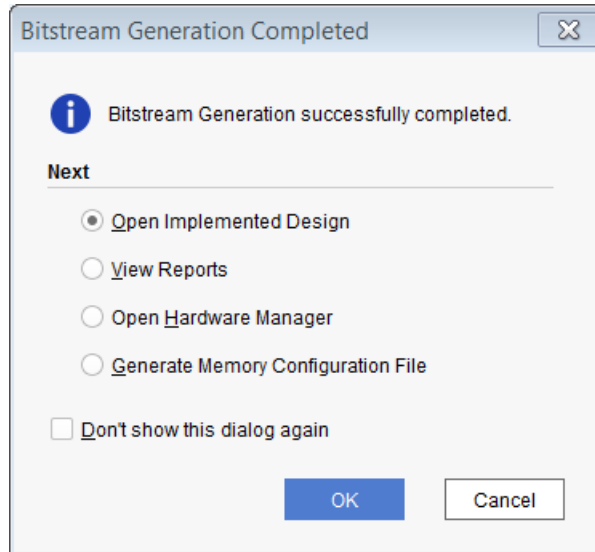 Bitstream Generation Completed
Bitstream Generation successfully completed.
Next
Open Implemented Design
View Reports
Open Hardware Manager
Generate Memory Configuration File
Don't show this dialog again
OK
Cancel